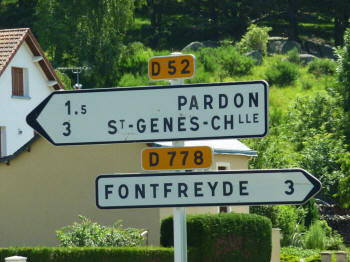 D 52
1.5 PARDON
3 ST-GENÈS-CHLLE
D 778
FONTFREYDE 3